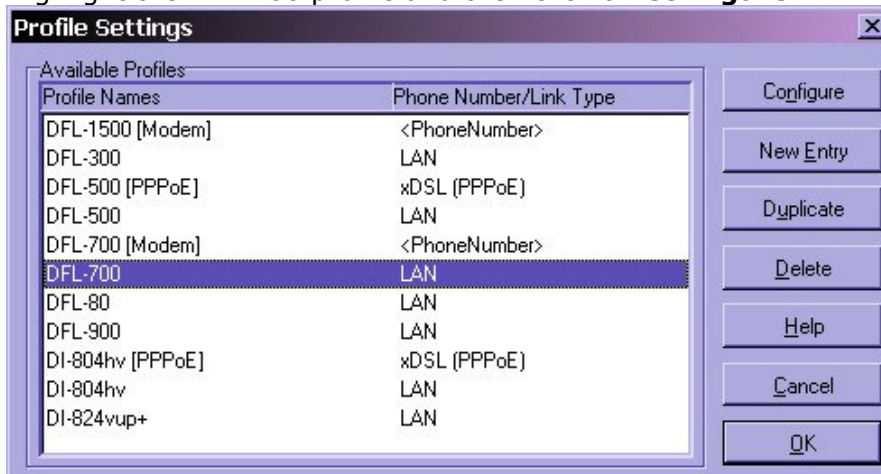 Profile Settings
Available Profiles
Profile Names Phone Number/Link Type
DFL-1500 [Modem] <PhoneNumber>
DFL-300 LAN
DFL-500 [PPPoE] xDSL (PPPoE)
DFL-500 LAN
DFL-700 [Modem] <PhoneNumber>
DFL-700 LAN
DFL-80 LAN
DFL-900 LAN
DI-804hv [PPPoE] xDSL (PPPoE)
DI-804hv LAN
DI-824vup+ LAN
Configure
New Entry
Duplicate
Delete
Help
Cancel
OK